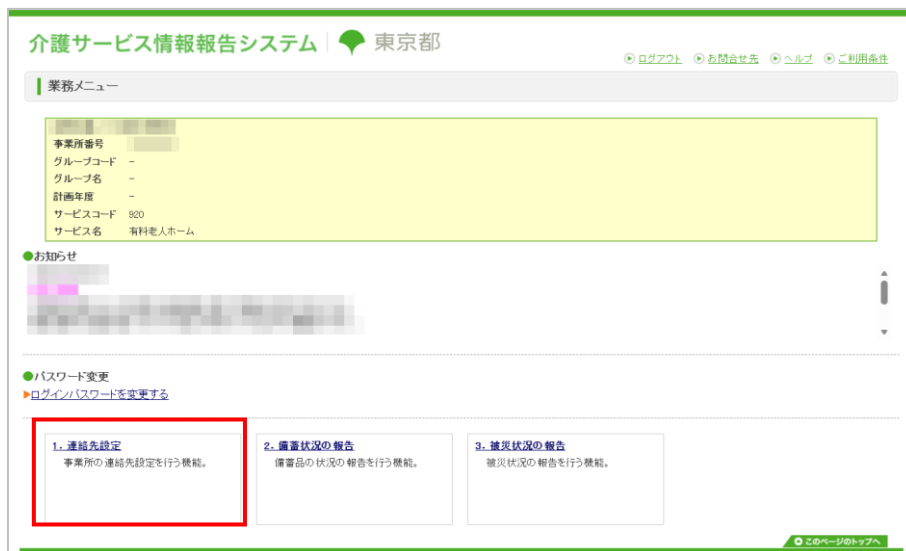 介護サービス情報報告システム 東京都
ログアウト お問合せ先 ヘルプ ご利用条件
業務メニュー
事業所番号
グループコード -
グループ名 -
計画年度 -
サービスコード 920
サービス名 有料老人ホーム
●お知らせ
●パスワード変更
▶ログインパスワードを変更する
1. 連絡先設定
事業所の連絡先設定を行う機能。
2. 備蓄状況の報告
備蓄品の状況の報告を行う機能。
3. 被災状況の報告
被災状況の報告を行う機能。
このページのトップへ